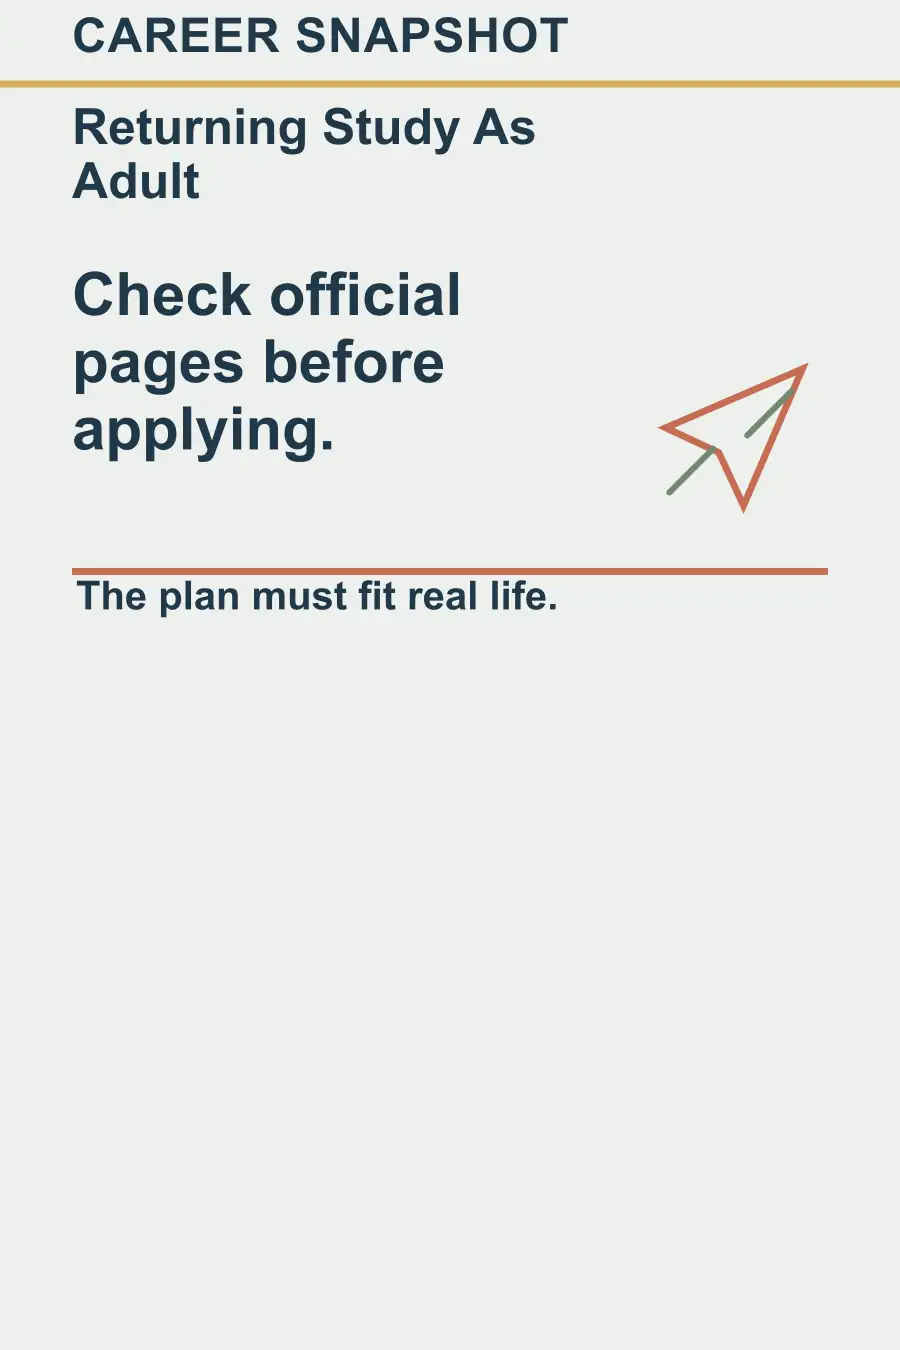 CAREER SNAPSHOT
Returning Study As
Adult
Check official
pages before
applying.
The plan must fit real life.